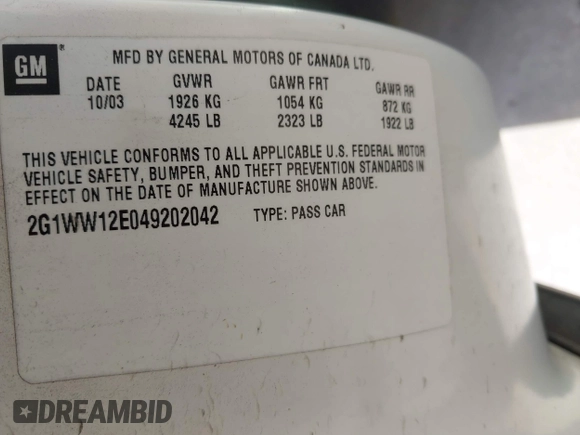 GM ®
MFD BY GENERAL MOTORS OF CANADA LTD.
DATE GVWR GAWR FRT GAWR RR
10/03 1926 KG 1054 KG 872 KG
4245 LB 2323 LB 1922 LB
THIS VEHICLE CONFORMS TO ALL APPLICABLE U.S. FEDERAL MOTOR
VEHICLE SAFETY, BUMPER, AND THEFT PREVENTION STANDARDS IN
EFFECT ON THE DATE OF MANUFACTURE SHOWN ABOVE.
2G1WW12E049202042 TYPE: PASS CAR
DREAMBID